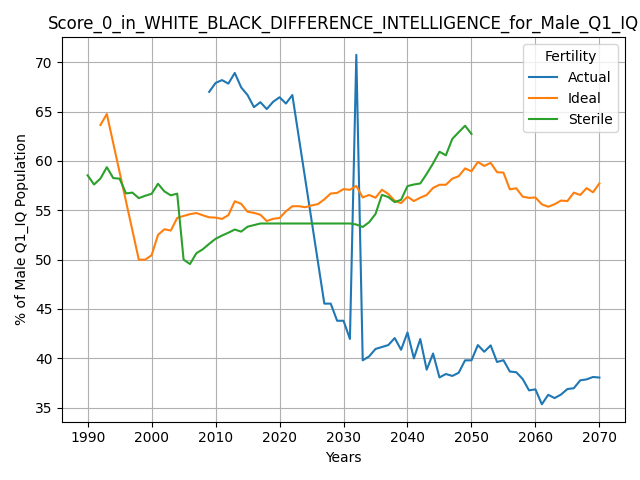 Score_0_in_WHITE_BLACK_DIFFERENCE_INTELLIGENCE_for_Male_Q1_IQ
Fertility
Actual
Ideal
Sterile
% of Male Q1_IQ Population
70
65
60
55
50
45
40
35
1990 2000 2010 2020 2030 2040 2050 2060 2070
Years